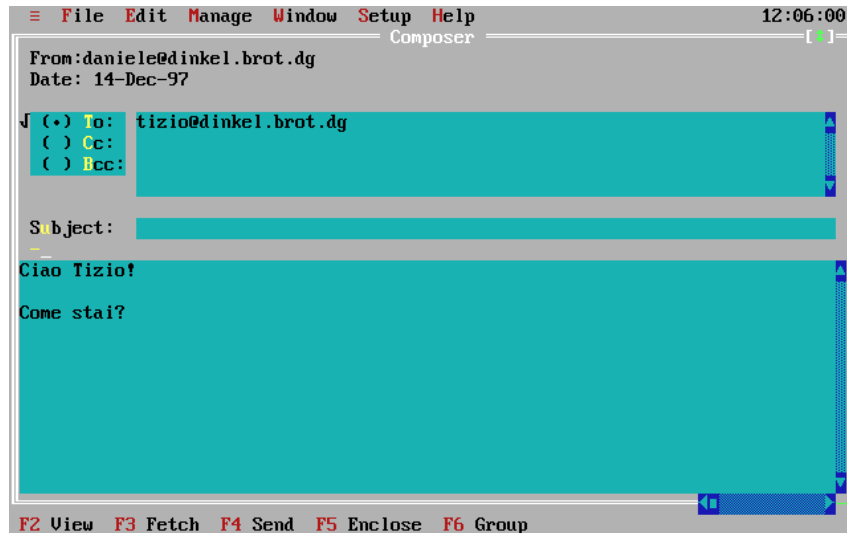 ≡ File Edit Manage Window Setup Help 12:06:00
Composer [↕]
From:daniele@dinkel.brot.dg
Date: 14-Dec-97
√ (•) To: tizio@dinkel.brot.dg
( ) Cc:
( ) Bcc:
Subject:
Ciao Tizio!
Come stai?
F2 View F3 Fetch F4 Send F5 Enclose F6 Group